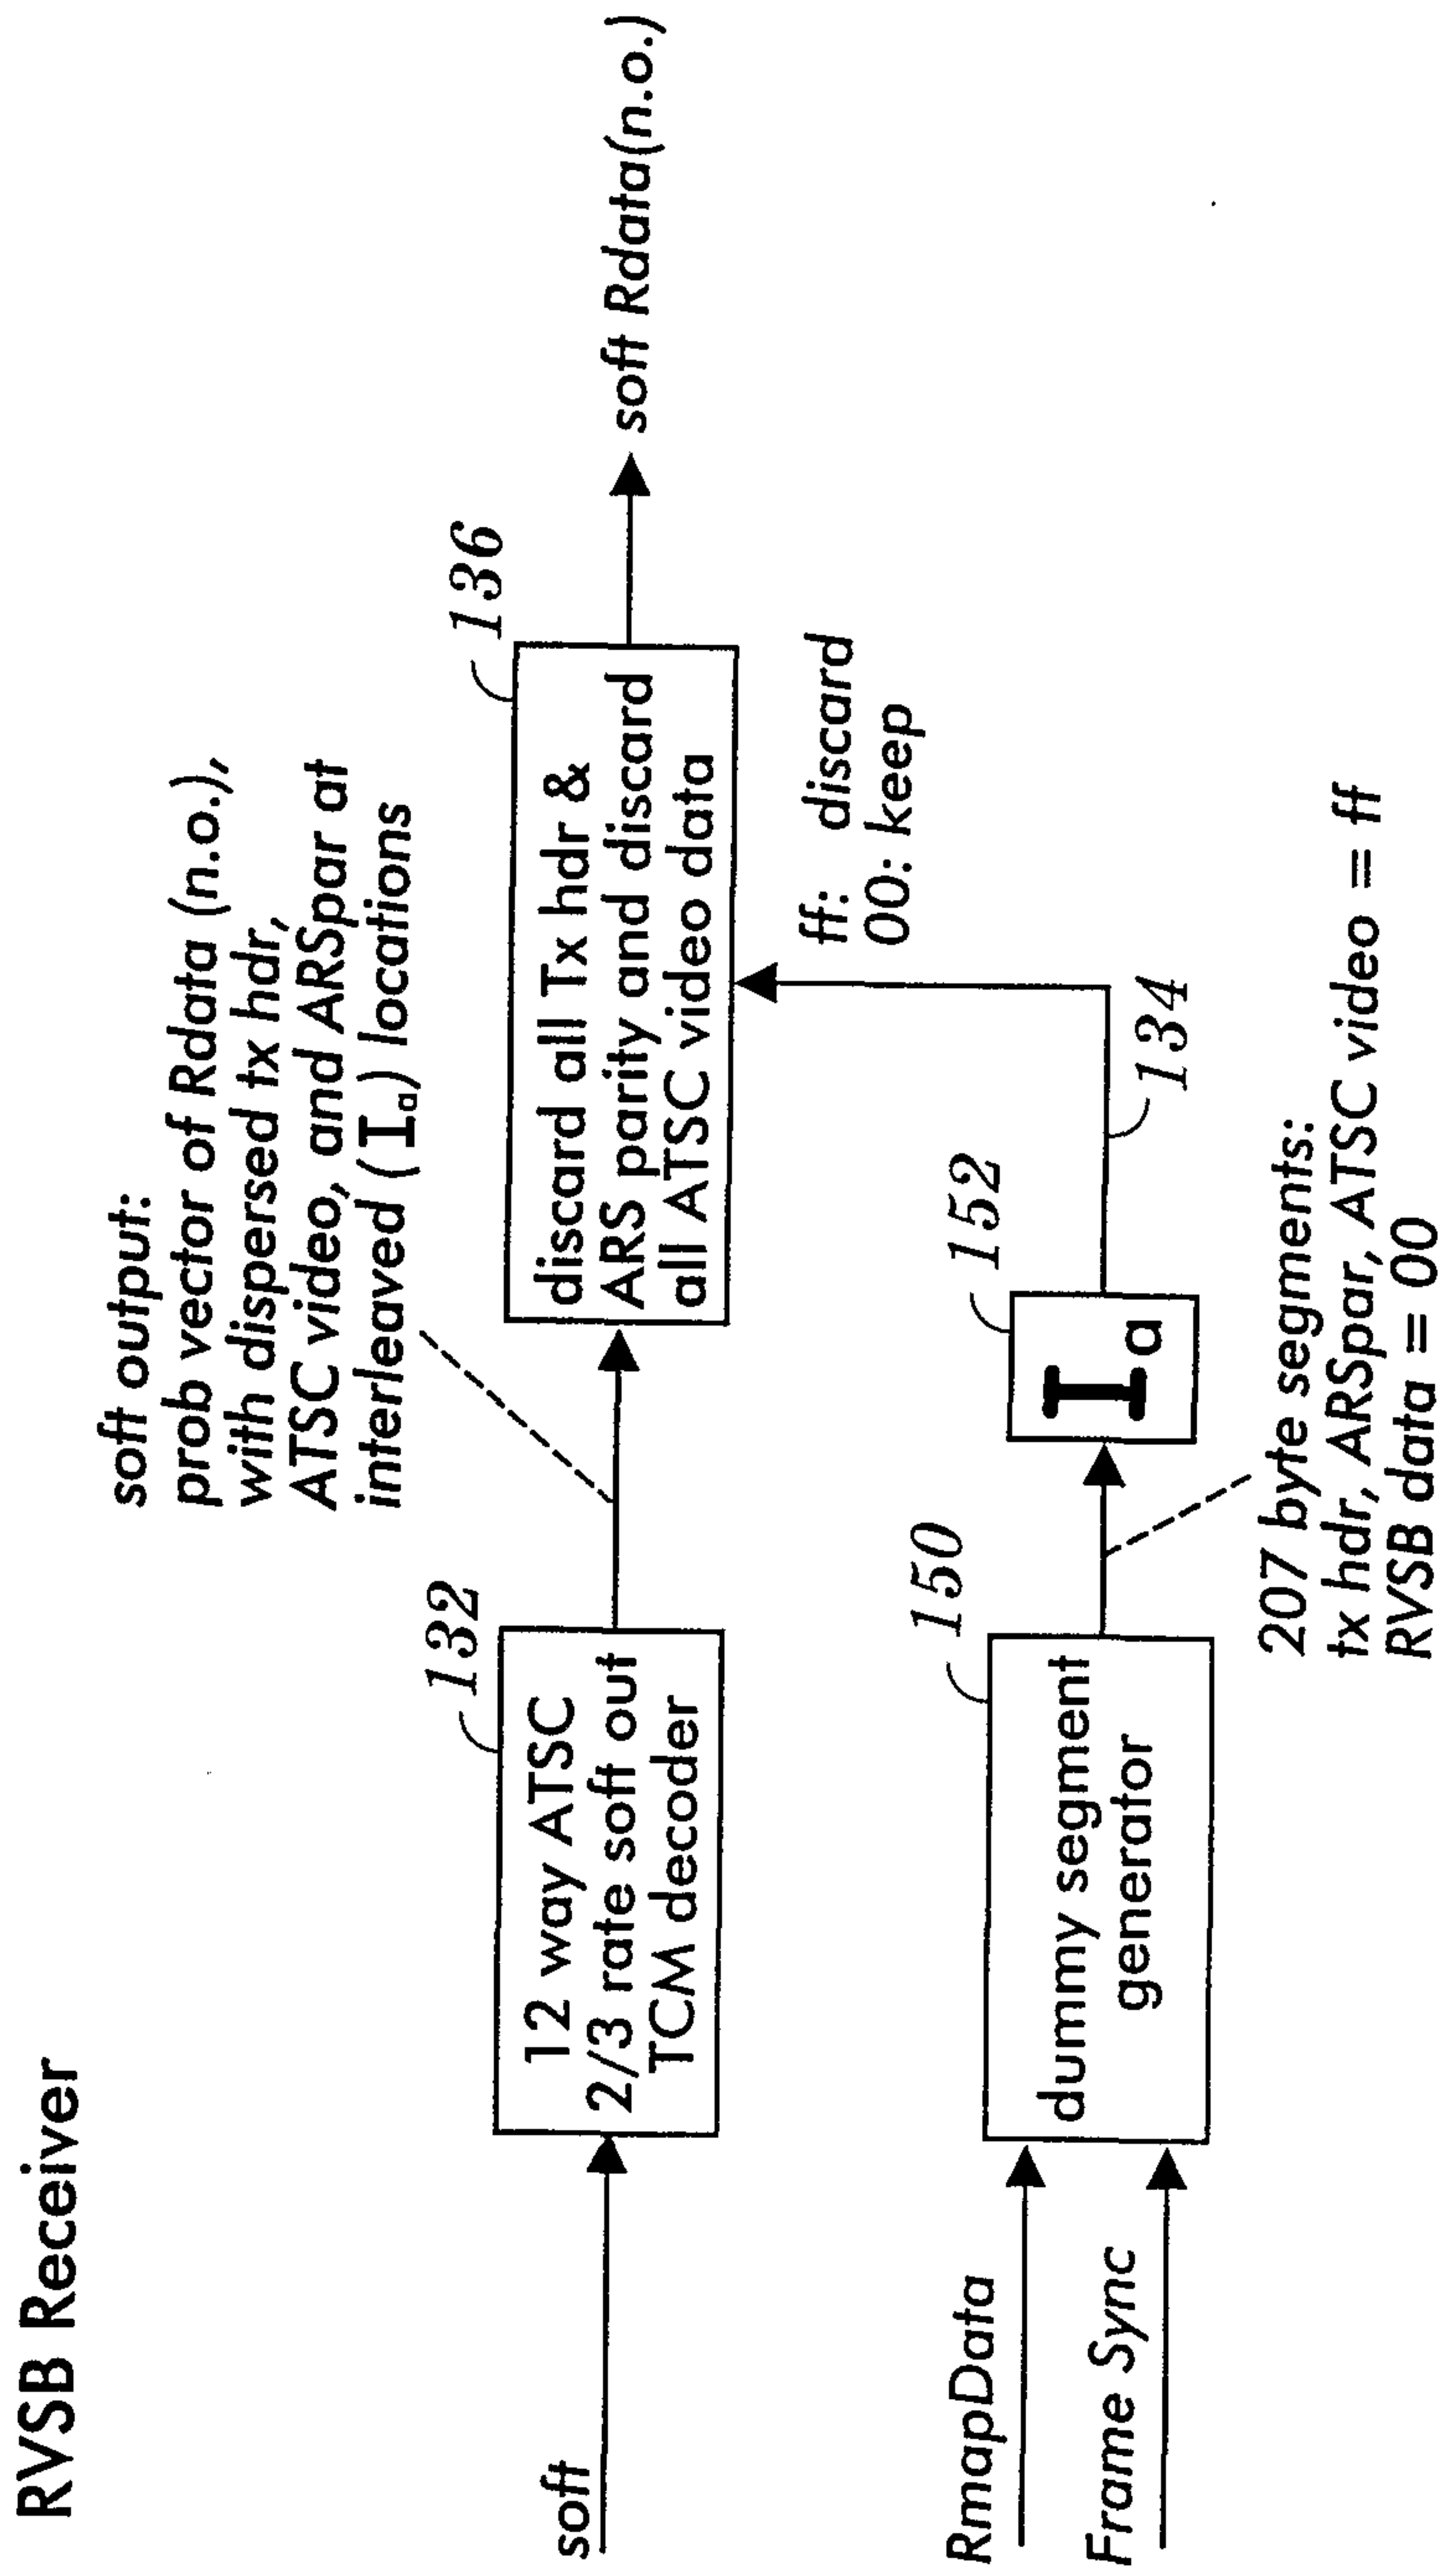 RVSB Receiver
soft output:
prob vector of Rdata (n.o.),
with dispersed tx hdr,
ATSC video, and ARSpar at
interleaved (Ia) locations
soft
132
12 way ATSC
2/3 rate soft out
TCM decoder
136
discard all Tx hdr &
ARS parity and discard
all ATSC video data
soft Rdata(n.o.)
ff: discard
00: keep
RmapData
Frame Sync
150
dummy segment
generator
152
Ia
134
207 byte segments:
tx hdr, ARSpar, ATSC video = ff
RVSB data = 00